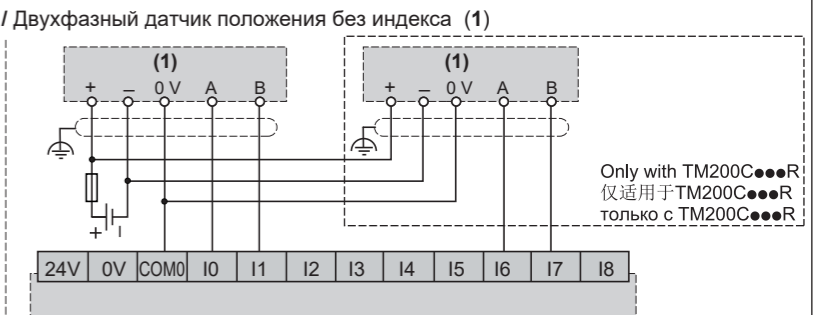 / Двухфазный датчик положения без индекса (1)
(1)
+ – 0 V A B
(1)
+ – 0 V A B
Only with TM200C●●●R
仅适用于TM200C●●●R
только с TM200C●●●R
+ –
24V 0V COM0 I0 I1 I2 I3 I4 I5 I6 I7 I8